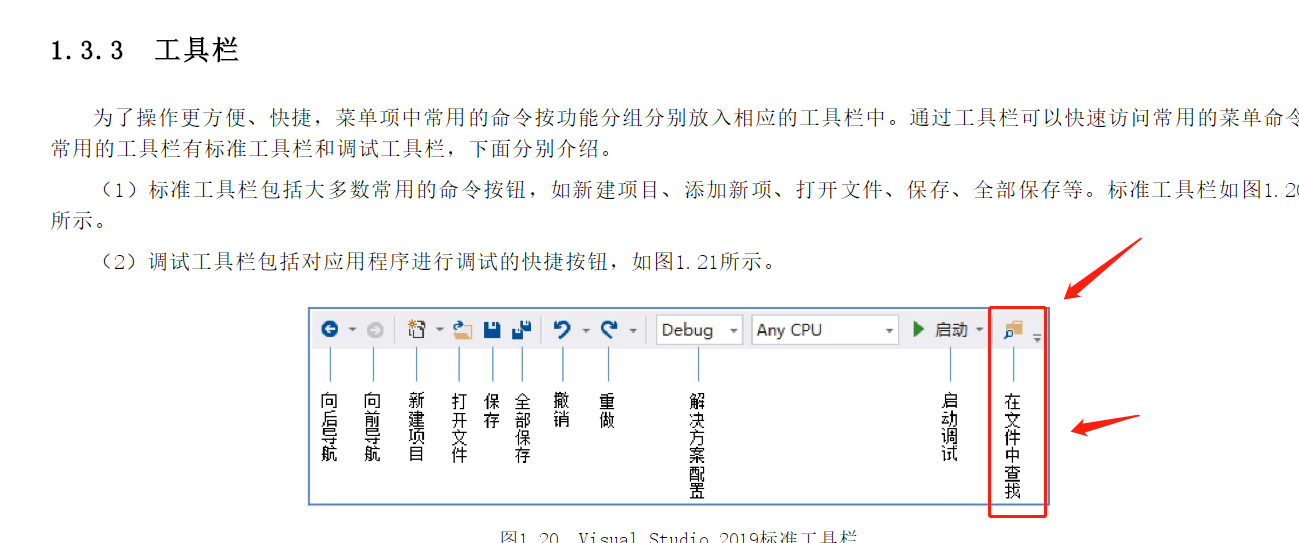 1.3.3 工具栏
为了操作更方便、快捷，菜单项中常用的命令按功能分组分别放入相应的工具栏中。通过工具栏可以快速访问常用的菜单命令
常用的工具栏有标准工具栏和调试工具栏，下面分别介绍。
（1）标准工具栏包括大多数常用的命令按钮，如新建项目、添加新项、打开文件、保存、全部保存等。标准工具栏如图1.20
所示。
（2）调试工具栏包括对应用程序进行调试的快捷按钮，如图1.21所示。
Debug Any CPU 启动
向后导航
向前导航
新建项目
打开文件
保存
全部保存
撤销
重做
解决方案配置
启动调试
在文件中查找
图1.20 Visual Studio 2019标准工具栏